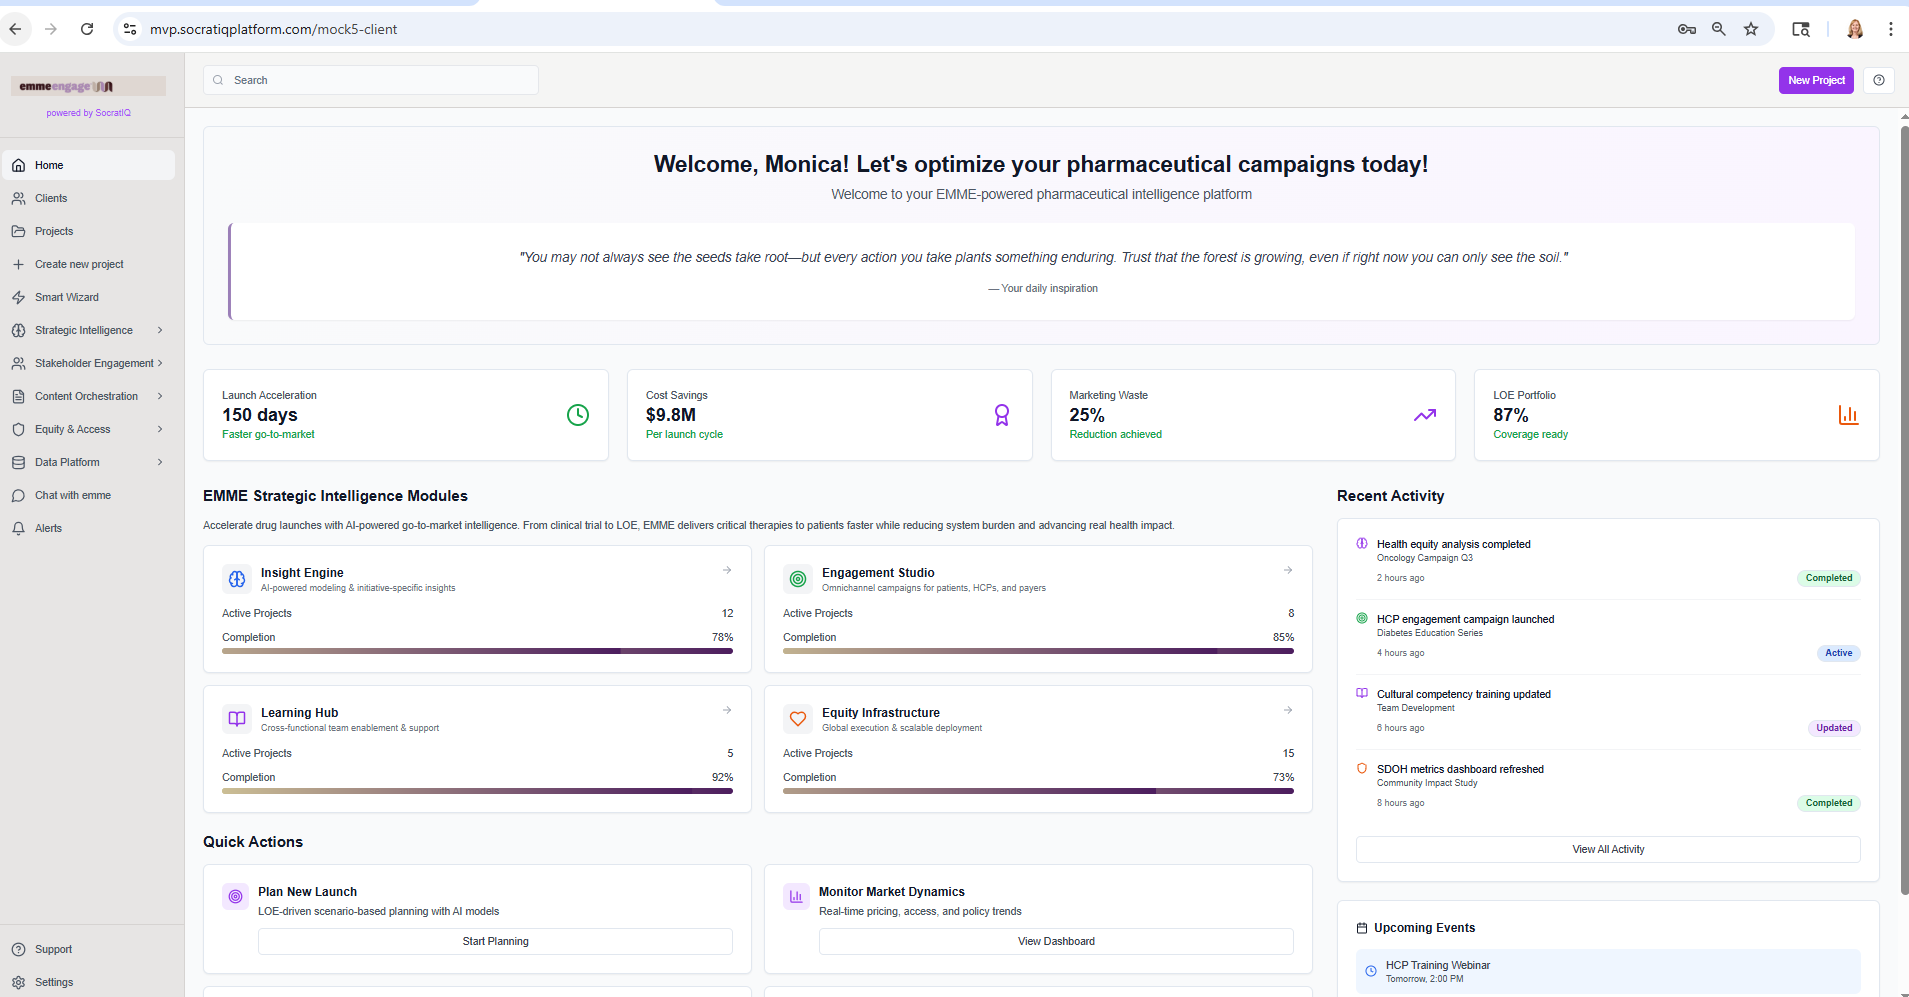 mvp.socratiqplatform.com/mock5-client
emmeengage
powered by SocratIQ
Search
New Project
Home
Clients
Projects
Create new project
Smart Wizard
Strategic Intelligence
Stakeholder Engagement
Content Orchestration
Equity & Access
Data Platform
Chat with emme
Alerts
Support
Settings
Welcome, Monica! Let's optimize your pharmaceutical campaigns today!
Welcome to your EMME-powered pharmaceutical intelligence platform
"You may not always see the seeds take root—but every action you take plants something enduring. Trust that the forest is growing, even if right now you can only see the soil."
— Your daily inspiration
Launch Acceleration
150 days
Faster go-to-market
Cost Savings
$9.8M
Per launch cycle
Marketing Waste
25%
Reduction achieved
LOE Portfolio
87%
Coverage ready
EMME Strategic Intelligence Modules
Accelerate drug launches with AI-powered go-to-market intelligence. From clinical trial to LOE, EMME delivers critical therapies to patients faster while reducing system burden and advancing real health impact.
Insight Engine
AI-powered modeling & initiative-specific insights
Active Projects 12
Completion 78%
Engagement Studio
Omnichannel campaigns for patients, HCPs, and payers
Active Projects 8
Completion 85%
Learning Hub
Cross-functional team enablement & support
Active Projects 5
Completion 92%
Equity Infrastructure
Global execution & scalable deployment
Active Projects 15
Completion 73%
Quick Actions
Plan New Launch
LOE-driven scenario-based planning with AI models
Start Planning
Monitor Market Dynamics
Real-time pricing, access, and policy trends
View Dashboard
Recent Activity
Health equity analysis completed
Oncology Campaign Q3
2 hours ago Completed
HCP engagement campaign launched
Diabetes Education Series
4 hours ago Active
Cultural competency training updated
Team Development
6 hours ago Updated
SDOH metrics dashboard refreshed
Community Impact Study
8 hours ago Completed
View All Activity
Upcoming Events
HCP Training Webinar
Tomorrow, 2:00 PM